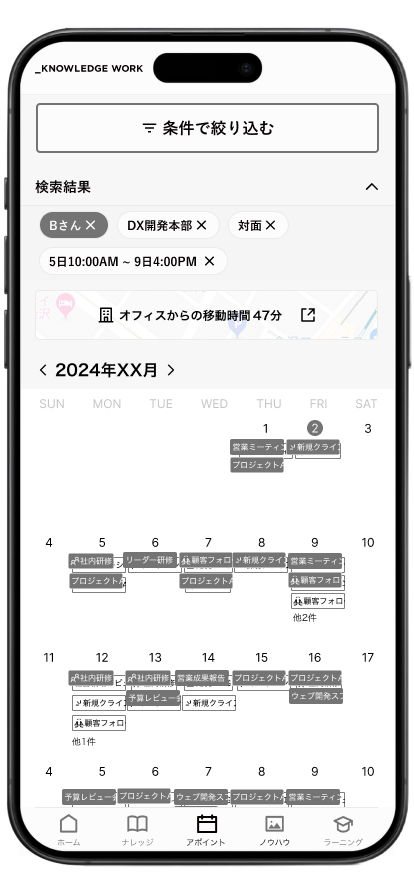 _KNOWLEDGE WORK
条件で絞り込む
検索結果
Bさん
DX開発本部
対面
5日10:00AM ~ 9日4:00PM
オフィスからの移動時間 47分
2024年XX月
SUN MON TUE WED THU FRI SAT
1 2 3
営業ミーティ 新規クライ
プロジェクト
4 5 6 7 8 9 10
社内研修 リーダー研修 顧客フォロ 新規クライ 営業ミーティ
プロジェクト プロジェクト 顧客フォロ
顧客フォロ
他2件
11 12 13 14 15 16 17
社内研修 社内研修 営業成果報告 プロジェクト プロジェクト
新規クライ 予算レビュー 新規クライ ウェブ開発ス
顧客フォロ
他1件
4 5 6 7 8 9 10
予算レビュー プロジェクト ウェブ開発ス プロジェクト 営業ミーティ
ホーム ナレッジ アポイント ノウハウ ラーニング